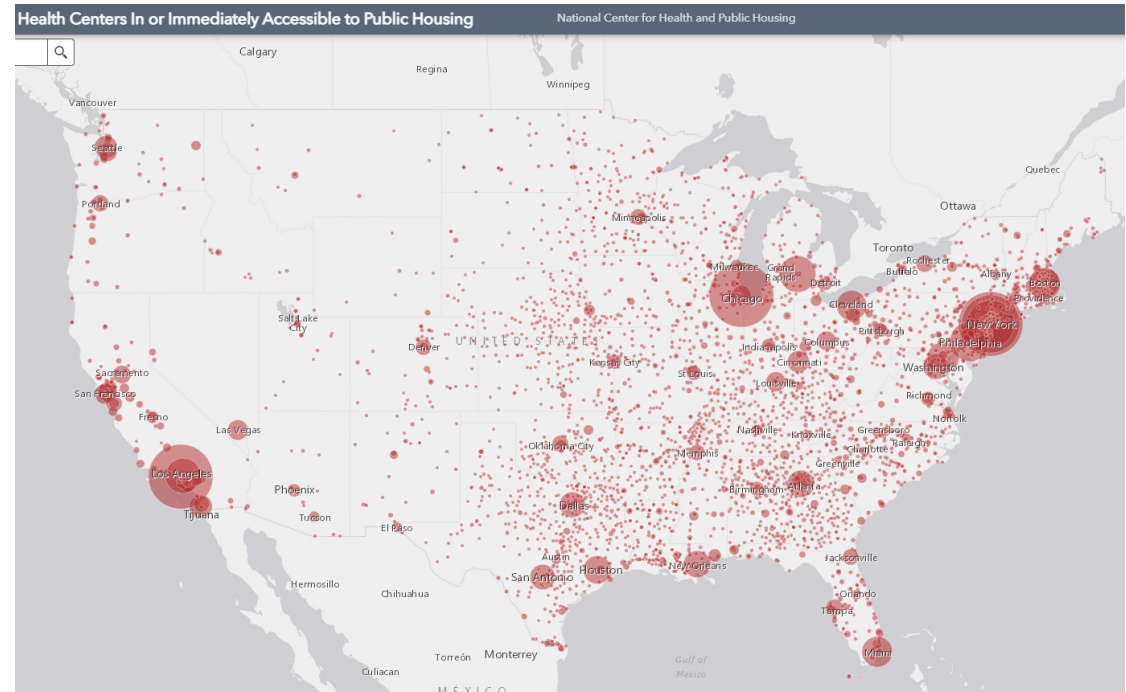 Health Centers In or Immediately Accessible to Public Housing
National Center for Health and Public Housing
Calgary
Regina
Winnipeg
Vancouver
Seattle
Quebec
Portland
Ottawa
Minneapolis
Toronto
Rochester
Buffalo
Albany
Milwaukee
Grand
Rapids
Detroit
Boston
Providence
Chicago
Cleveland
Salt Lake
City
New York
Pittsburgh
Philadelphia
Denver
UNITED STATES
Indianapolis
Columbus
Kansas City
St Louis
Cincinnati
Washington
Sacramento
Louisville
San Francisco
Richmond
Fresno
Norfolk
Las Vegas
Nashville
Knoxville
Greensboro
Raleigh
Oklahoma City
Memphis
Charlotte
Greenville
Los Angeles
Phoenix
Birmingham
Atlanta
Dallas
Tijuana
Tucson
El Paso
Austin
Jacksonville
San Antonio
Houston
New Orleans
Hermosillo
Chihuahua
Orlando
Tampa
Torreón
Monterrey
Miami
Gulf of
Mexico
Culiacan
MÉXICO